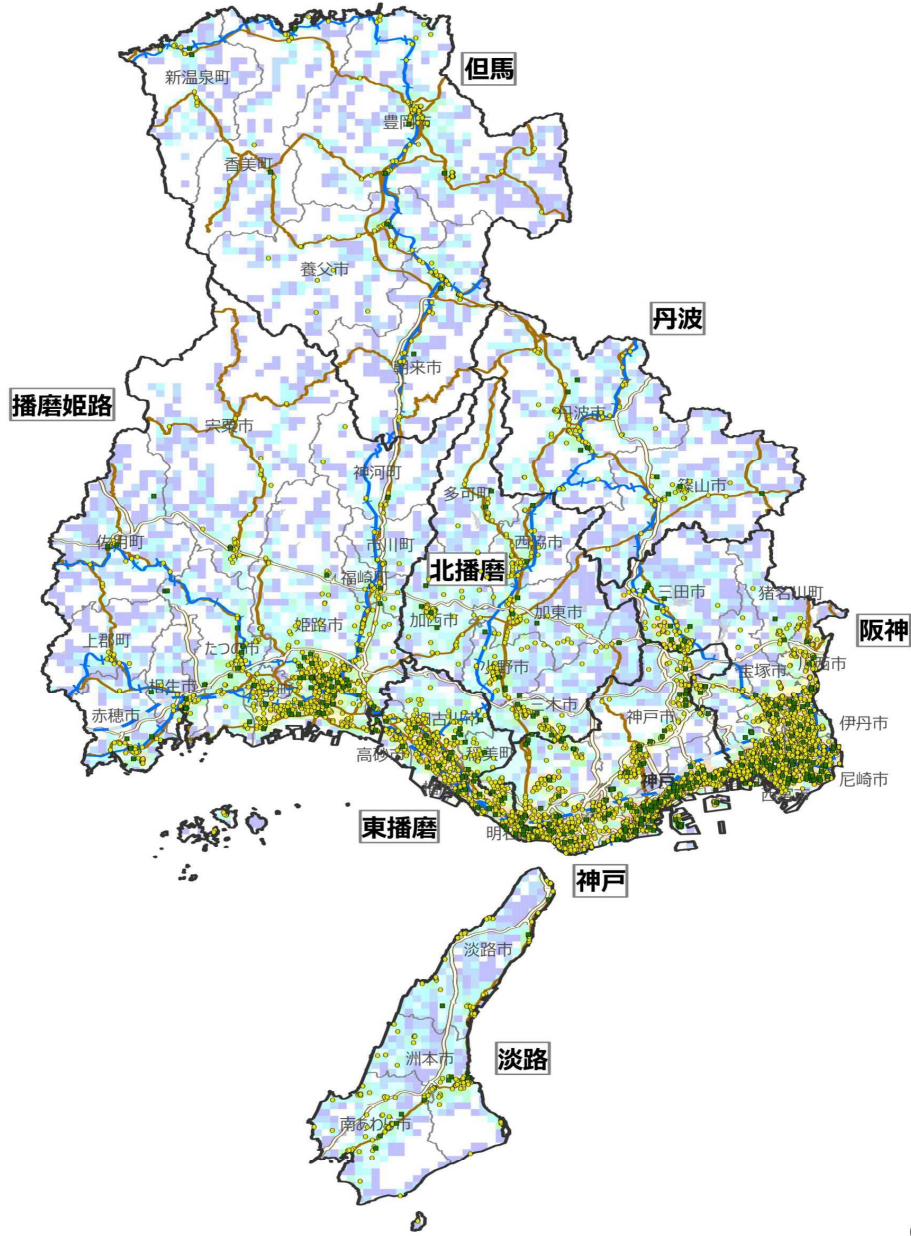 但馬
新温泉町
豊岡市
香美町
養父市
丹波
朝来市
播磨姫路
丹波市
宍粟市
神河町
多可町
篠山市
佐用町
市川町
西脇市
北播磨
福崎町
三田市
猪名川町
姫路市
加西市
加東市
阪神
上郡町
たつの市
小野市
宝塚市
川西市
相生市
三木市
赤穂市
神戸市
伊丹市
高砂市
稲美町
神戸
尼崎市
東播磨
神戸
淡路市
洲本市
淡路
南あわじ市